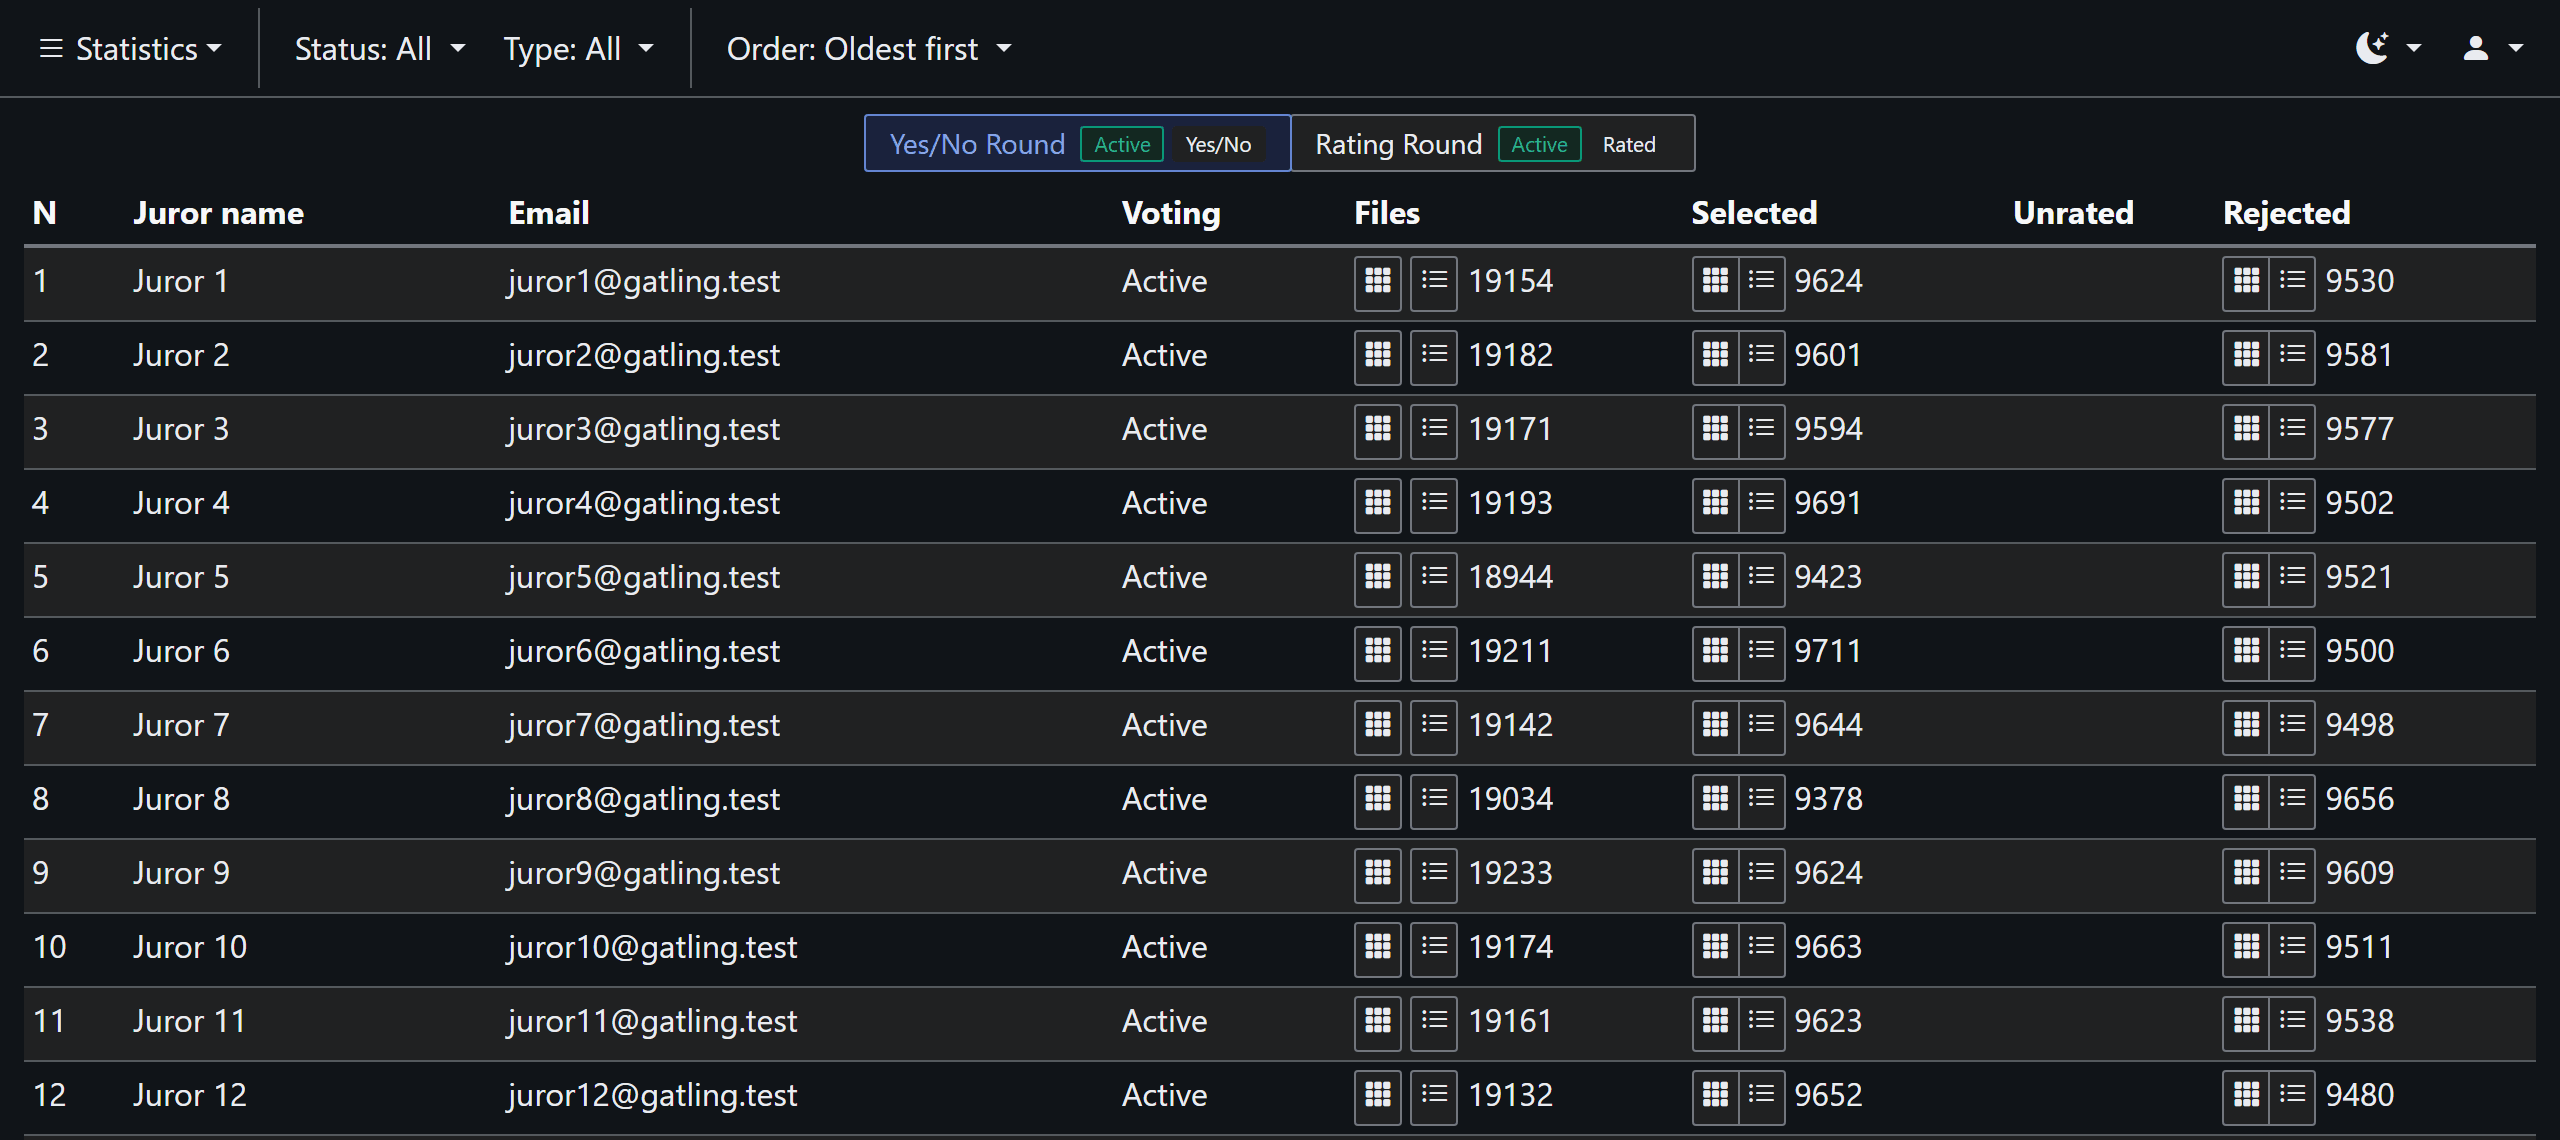 Statistics Status: All Type: All Order: Oldest first
Yes/No Round Active Yes/No Rating Round Active Rated
N Juror name Email Voting Files Selected Unrated Rejected
1 Juror 1 juror1@gatling.test Active 19154 9624 9530
2 Juror 2 juror2@gatling.test Active 19182 9601 9581
3 Juror 3 juror3@gatling.test Active 19171 9594 9577
4 Juror 4 juror4@gatling.test Active 19193 9691 9502
5 Juror 5 juror5@gatling.test Active 18944 9423 9521
6 Juror 6 juror6@gatling.test Active 19211 9711 9500
7 Juror 7 juror7@gatling.test Active 19142 9644 9498
8 Juror 8 juror8@gatling.test Active 19034 9378 9656
9 Juror 9 juror9@gatling.test Active 19233 9624 9609
10 Juror 10 juror10@gatling.test Active 19174 9663 9511
11 Juror 11 juror11@gatling.test Active 19161 9623 9538
12 Juror 12 juror12@gatling.test Active 19132 9652 9480